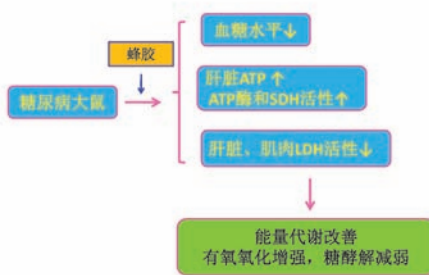 血糖水平↓
蜂胶
糖尿病大鼠
肝脏ATP ↑
ATP酶和SDH活性↑
肝脏、肌肉LDH活性↓
能量代谢改善
有氧氧化增强，糖酵解减弱